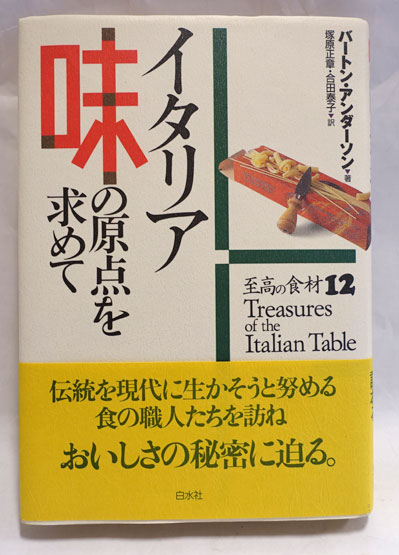 イタリア
味の原点を
求めて
バートン・アンダーソン▼著
塚原正章・合田泰子▼訳
至高の食材12
Treasures
of the
Italian Table
伝統を現代に生かそうと努める
食の職人たちを訪ね
おいしさの秘密に迫る。
白水社